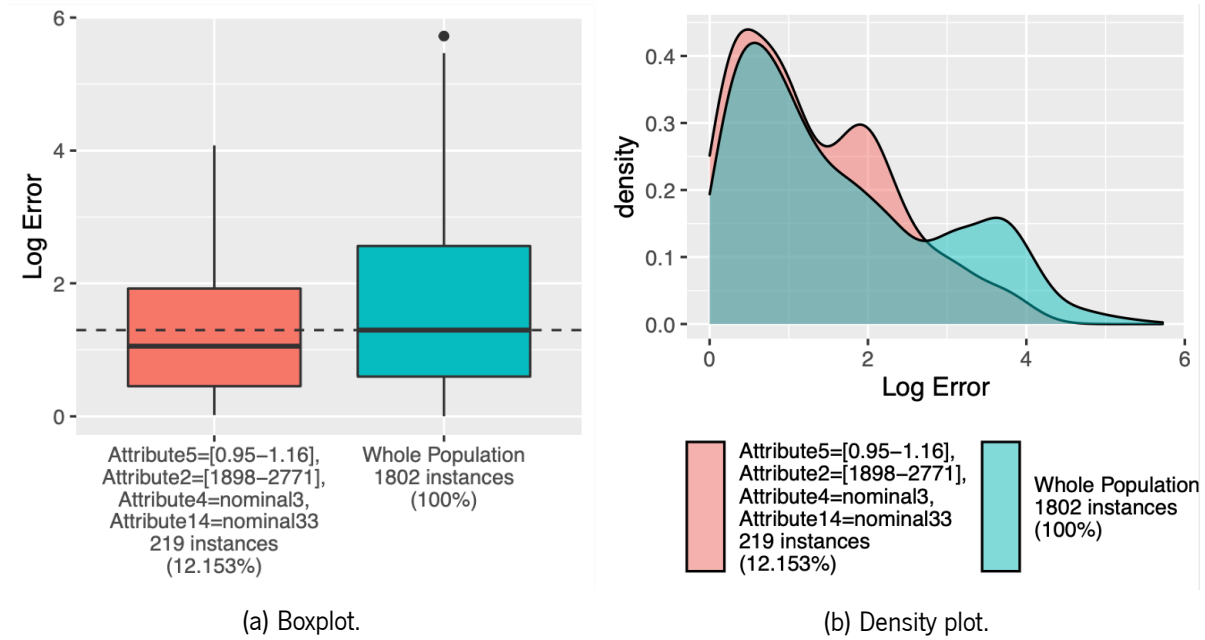 6
4
2
0
Log Error
Attribute5=[0.95−1.16],
Attribute2=[1898−2771],
Attribute4=nominal3,
Attribute14=nominal33
219 instances
(12.153%)
Whole Population
1802 instances
(100%)
(a) Boxplot.
0.4
0.3
0.2
0.1
0.0
density
0 2 4 6
Log Error
Attribute5=[0.95−1.16],
Attribute2=[1898−2771],
Attribute4=nominal3,
Attribute14=nominal33
219 instances
(12.153%)
Whole Population
1802 instances
(100%)
(b) Density plot.